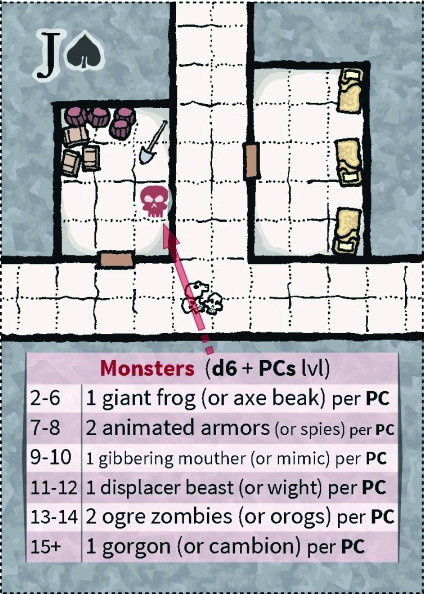 J♠
Monsters (d6 + PCs lvl)
2-6 1 giant frog (or axe beak) per PC
7-8 2 animated armors (or spies) per PC
9-10 1 gibbering mouther (or mimic) per PC
11-12 1 displacer beast (or wight) per PC
13-14 2 ogre zombies (or orogs) per PC
15+ 1 gorgon (or cambion) per PC